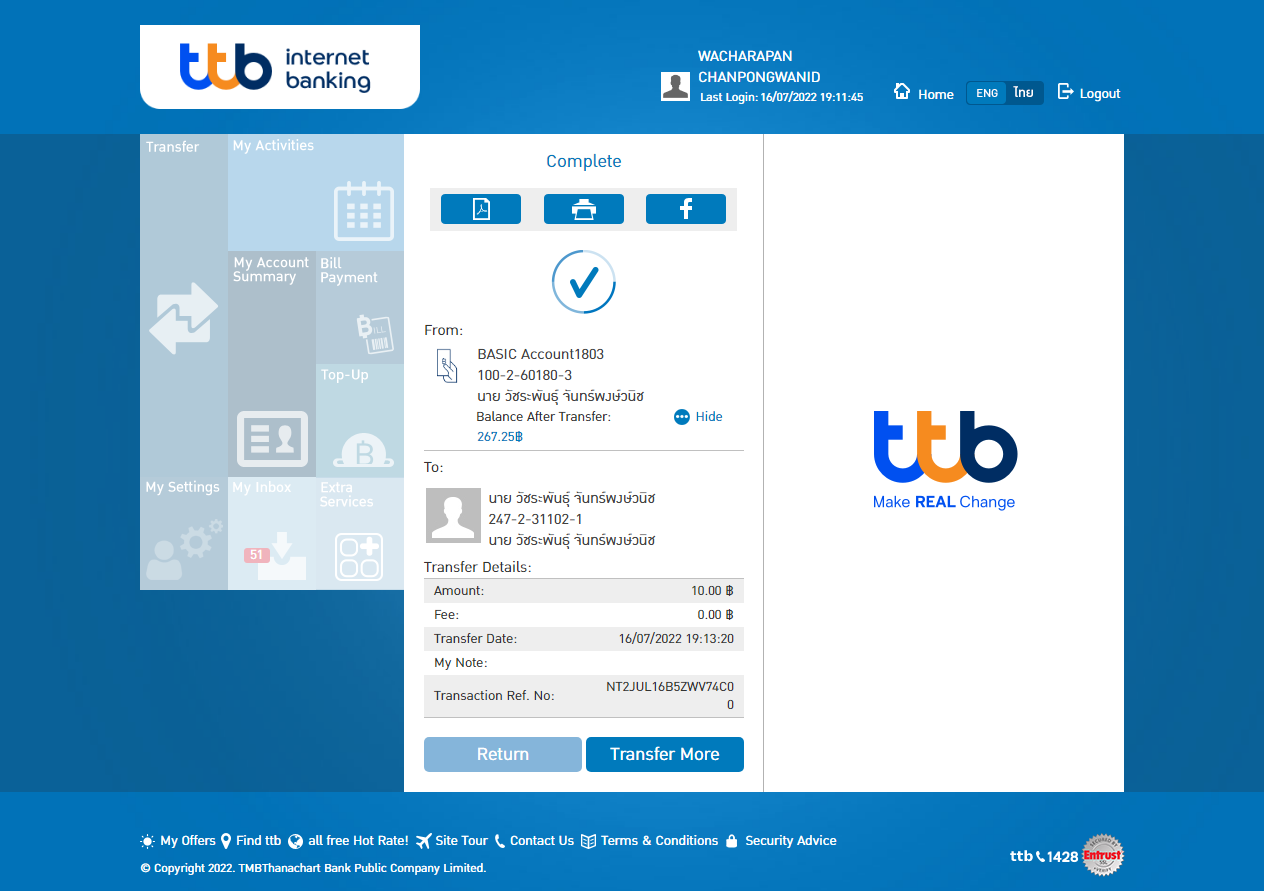 ttb internet
banking
WACHARAPAN
CHANPONGWANID
Last Login: 16/07/2022 19:11:45
Home
ENG ไทย
Logout
Transfer
My Activities
My Account
Summary
Bill
Payment
BILL
Top-Up
My Settings
My Inbox
51
Extra
Services
Complete
From:
BASIC Account1803
100-2-60180-3
นาย วัชระพันธุ์ จันทร์พงษ์วนิช
Balance After Transfer:
Hide
267.25฿
To:
นาย วัชระพันธุ์ จันทร์พงษ์วนิช
247-2-31102-1
นาย วัชระพันธุ์ จันทร์พงษ์วนิช
Transfer Details:
Amount: 10.00 ฿
Fee: 0.00 ฿
Transfer Date: 16/07/2022 19:13:20
My Note:
Transaction Ref. No: NT2JUL16B5ZWV74C0
0
Return
Transfer More
ttb
Make REAL Change
My Offers Find ttb all free Hot Rate! Site Tour Contact Us Terms & Conditions Security Advice
© Copyright 2022. TMBThanachart Bank Public Company Limited.
ttb 1428
Entrust